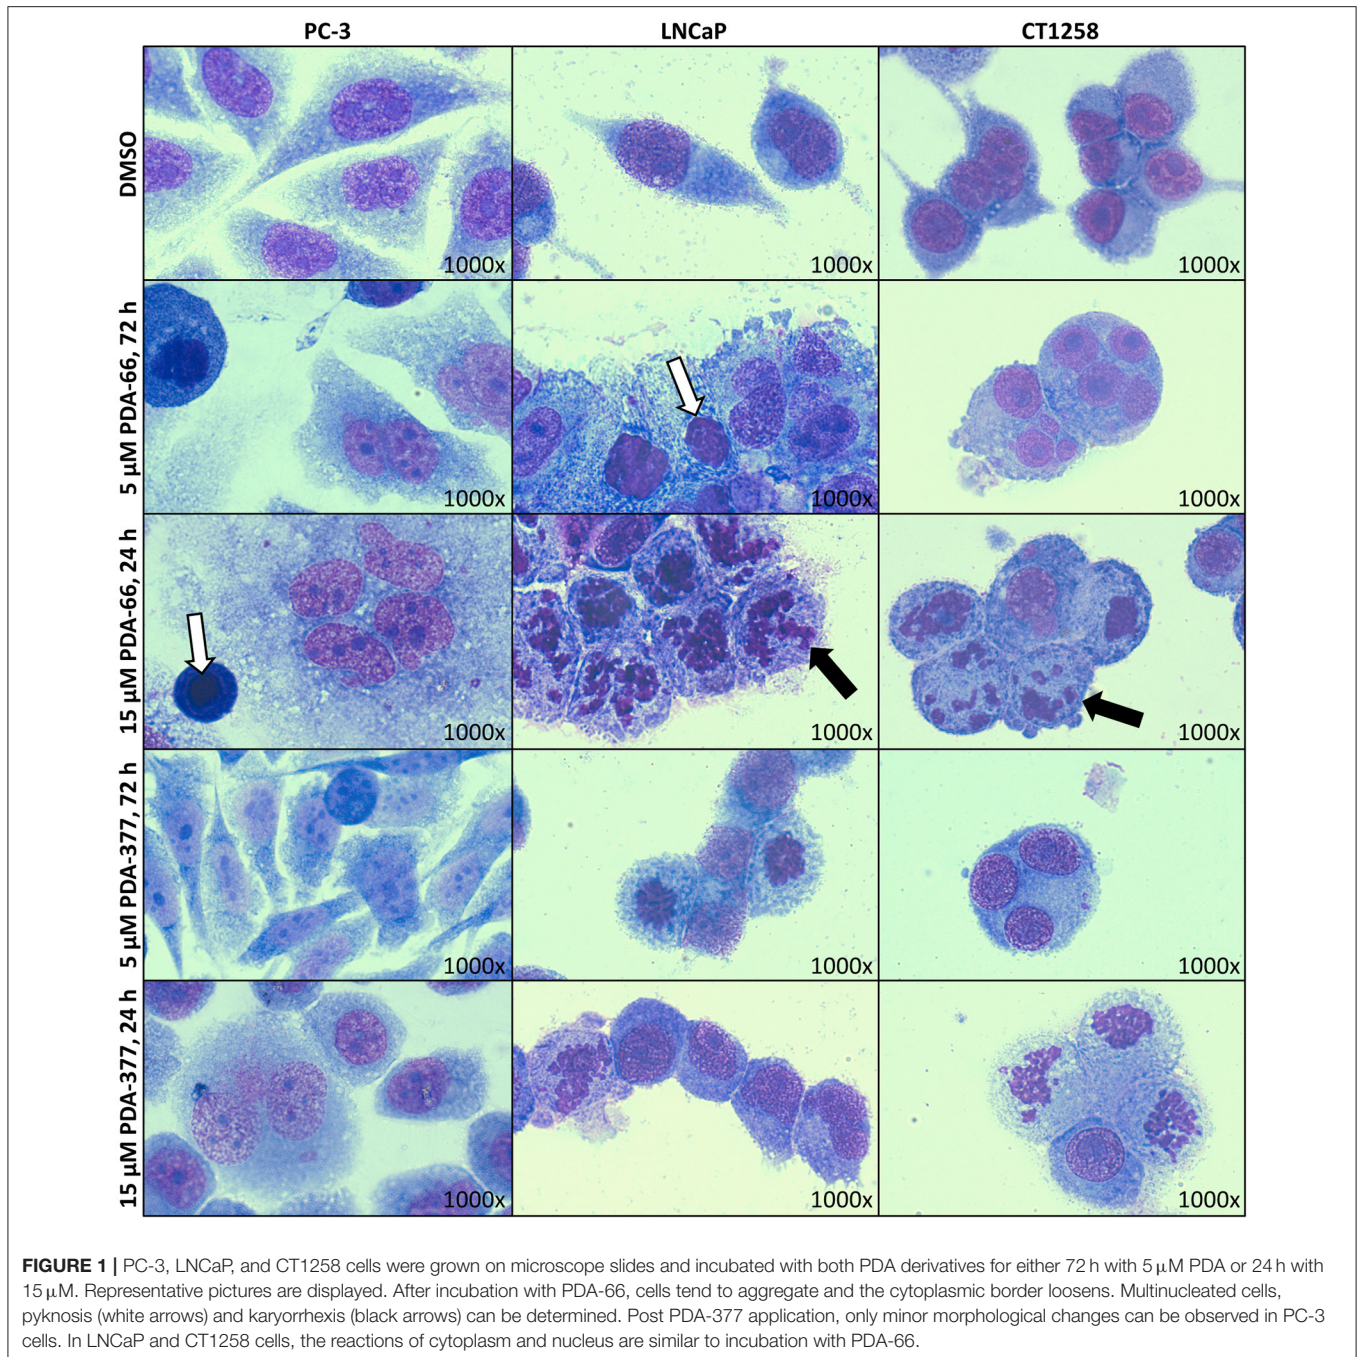 PC-3 LNCaP CT1258
DMSO
1000x 1000x 1000x
5 µM PDA-66, 72 h
1000x 1000x 1000x
15 µM PDA-66, 24 h
1000x 1000x 1000x
5 µM PDA-377, 72 h
1000x 1000x 1000x
15 µM PDA-377, 24 h
1000x 1000x 1000x
FIGURE 1 | PC-3, LNCaP, and CT1258 cells were grown on microscope slides and incubated with both PDA derivatives for either 72 h with 5 µM PDA or 24 h with
15 µM. Representative pictures are displayed. After incubation with PDA-66, cells tend to aggregate and the cytoplasmic border loosens. Multinucleated cells,
pyknosis (white arrows) and karyorrhexis (black arrows) can be determined. Post PDA-377 application, only minor morphological changes can be observed in PC-3
cells. In LNCaP and CT1258 cells, the reactions of cytoplasm and nucleus are similar to incubation with PDA-66.